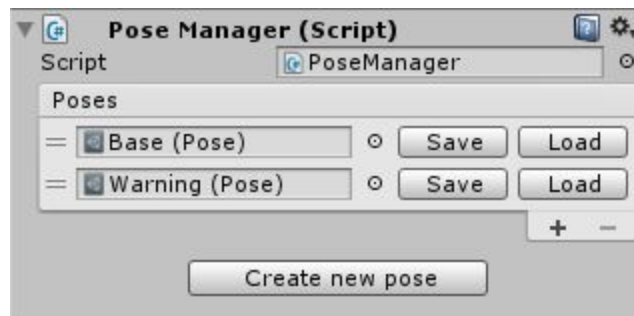 Pose Manager (Script)
Script PoseManager
Poses
Base (Pose) Save Load
Warning (Pose) Save Load
+ −
Create new pose